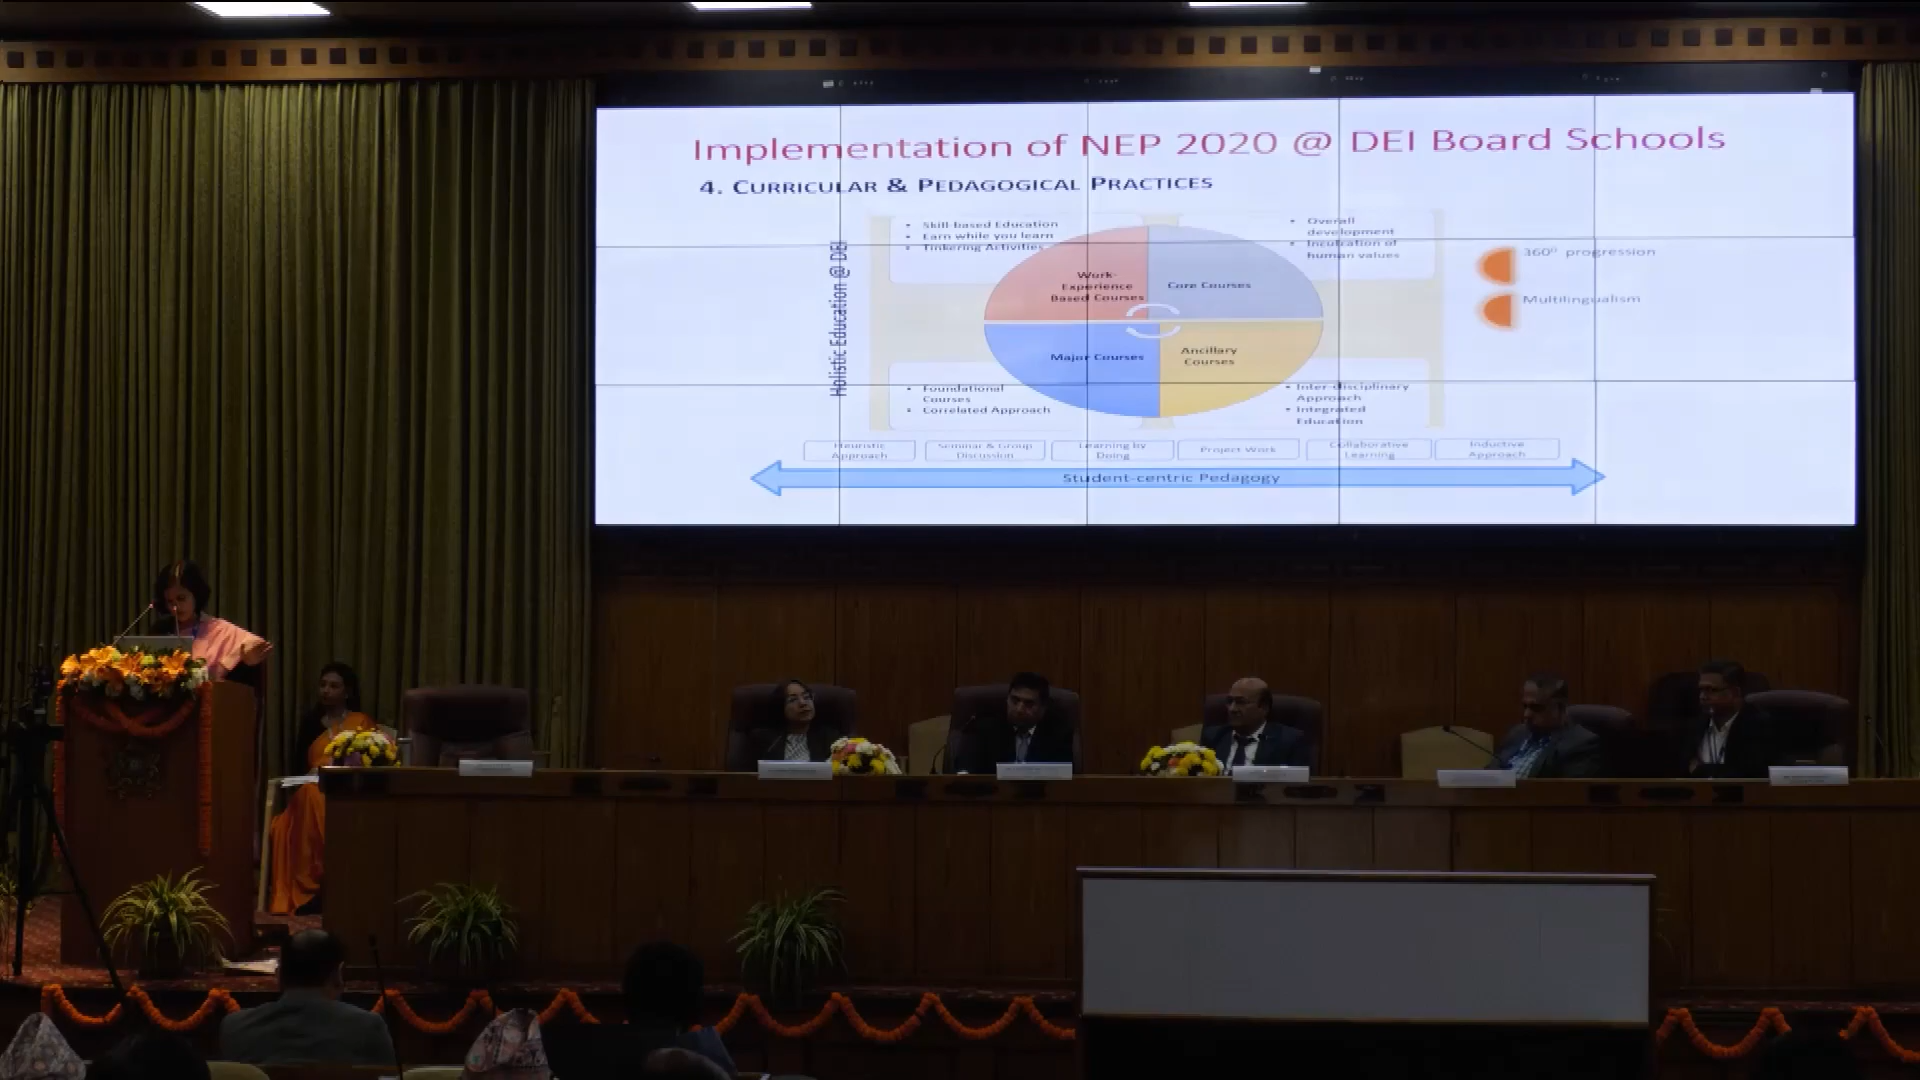 Implementation of NEP 2020 @ DEI Board Schools
4. CURRICULAR & PEDAGOGICAL PRACTICES
Holistic Education @ DEI
• Skill-based Education
• Earn while you learn
• Tinkering Activities
• Overall
development
• Inculcation of
human values
Work-
Experience
Based Courses
Core Courses
Major Courses
Ancillary
Courses
• Foundational
Courses
• Correlated Approach
• Inter-disciplinary
Approach
• Integrated
Education
360° progression
Multilingualism
Heuristic
Approach
Seminar & Group
Discussion
Learning by
Doing
Project Work
Collaborative
Learning
Inductive
Approach
Student-centric Pedagogy